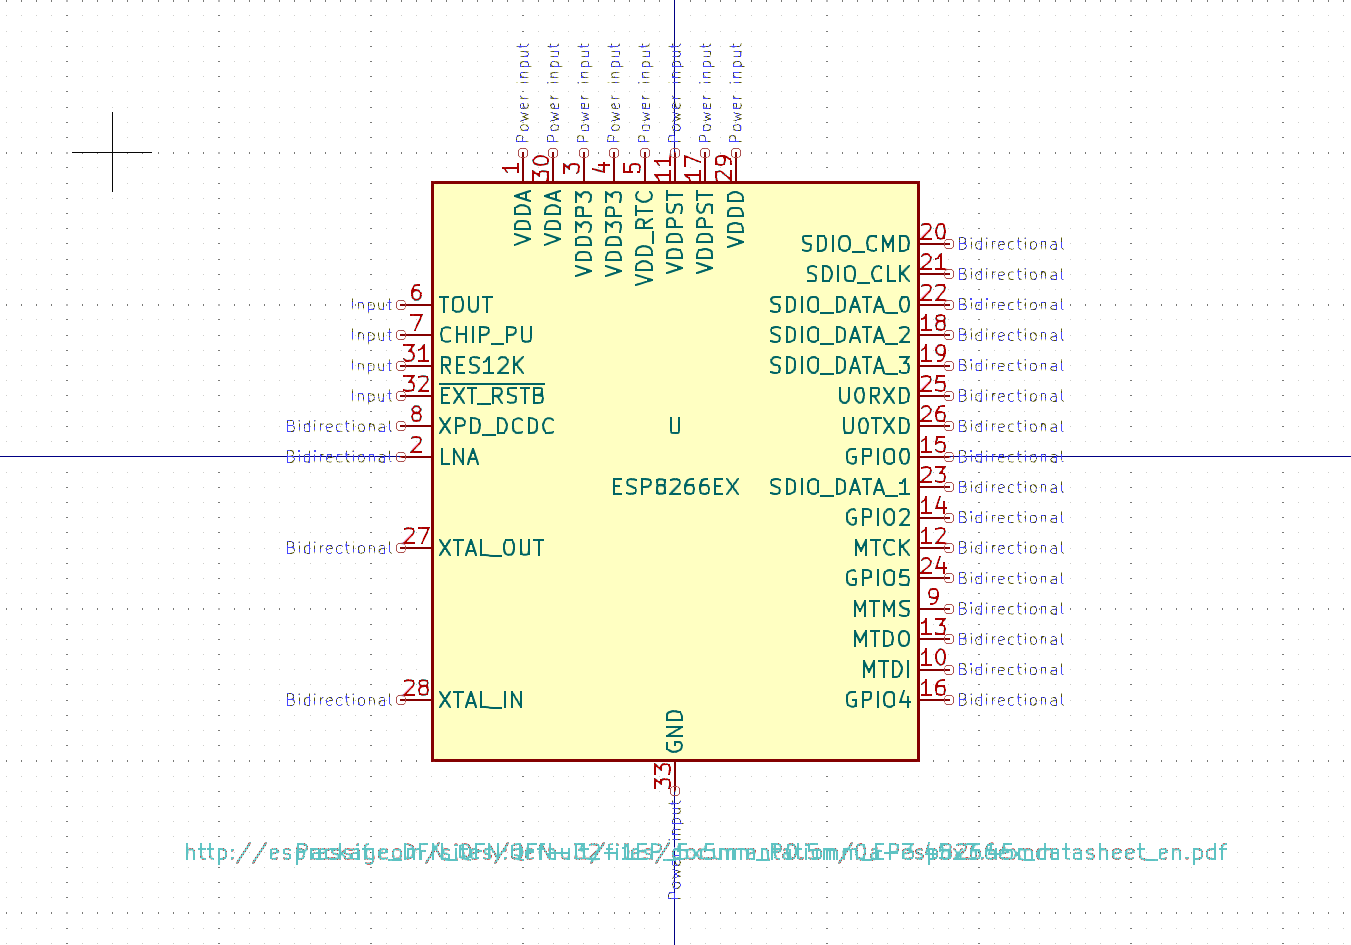 Power input Power input Power input Power input Power input Power input Power input Power input
1 30 3 4 5 11 17 29
VDDA VDDA VDD3P3 VDD3P3 VDD_RTC VDDPST VDDPST VDDD
SDIO_CMD 20 Bidirectional
SDIO_CLK 21 Bidirectional
Input 6 TOUT SDIO_DATA_0 22 Bidirectional
Input 7 CHIP_PU SDIO_DATA_2 18 Bidirectional
Input 31 RES12K SDIO_DATA_3 19 Bidirectional
Input 32 EXT_RSTB U0RXD 25 Bidirectional
Bidirectional 8 XPD_DCDC U U0TXD 26 Bidirectional
Bidirectional 2 LNA GPIO0 15 Bidirectional
ESP8266EX SDIO_DATA_1 23 Bidirectional
GPIO2 14 Bidirectional
Bidirectional 27 XTAL_OUT MTCK 12 Bidirectional
GPIO5 24 Bidirectional
MTMS 9 Bidirectional
MTDO 13 Bidirectional
MTDI 10 Bidirectional
Bidirectional 28 XTAL_IN GPIO4 16 Bidirectional
GND
33
Power input